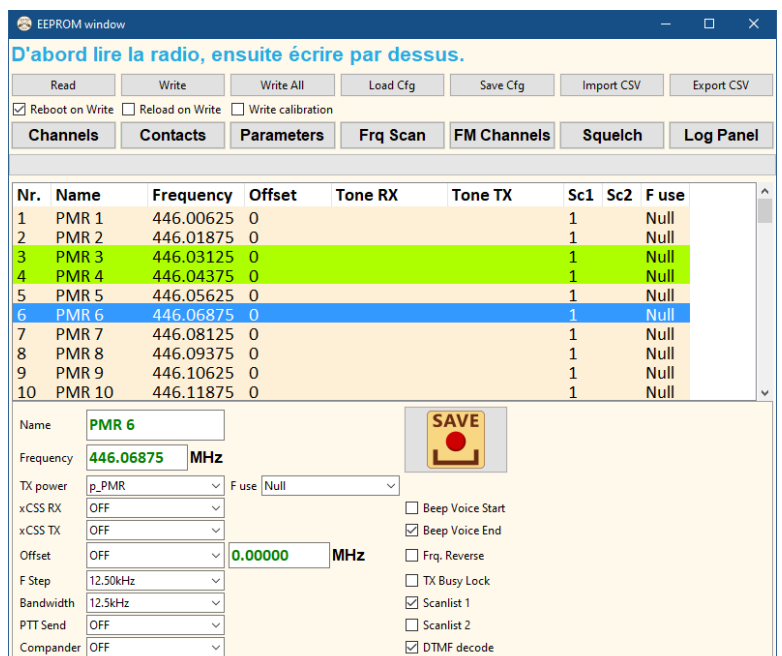 EEPROM window
D'abord lire la radio, ensuite écrire par dessus.
Read Write Write All Load Cfg Save Cfg Import CSV Export CSV
Reboot on Write Reload on Write Write calibration
Channels Contacts Parameters Frq Scan FM Channels Squelch Log Panel
Nr. Name Frequency Offset Tone RX Tone TX Sc1 Sc2 F use
1 PMR 1 446.00625 0 1 Null
2 PMR 2 446.01875 0 1 Null
3 PMR 3 446.03125 0 1 Null
4 PMR 4 446.04375 0 1 Null
5 PMR 5 446.05625 0 1 Null
6 PMR 6 446.06875 0 1 Null
7 PMR 7 446.08125 0 1 Null
8 PMR 8 446.09375 0 1 Null
9 PMR 9 446.10625 0 1 Null
10 PMR 10 446.11875 0 1 Null
Name PMR 6 SAVE
Frequency 446.06875 MHz
TX power p_PMR F use Null
xCSS RX OFF Beep Voice Start
xCSS TX OFF Beep Voice End
Offset OFF 0.00000 MHz Frq. Reverse
F Step 12.50kHz TX Busy Lock
Bandwidth 12.5kHz Scanlist 1
PTT Send OFF Scanlist 2
Compander OFF DTMF decode